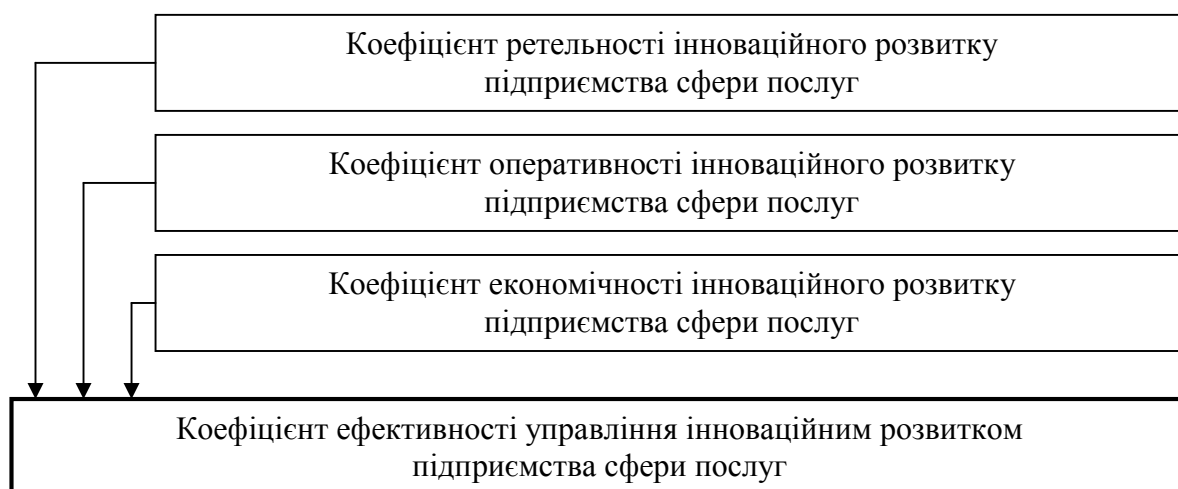 Коефіцієнт ретельності інноваційного розвитку
підприємства сфери послуг
Коефіцієнт оперативності інноваційного розвитку
підприємства сфери послуг
Коефіцієнт економічності інноваційного розвитку
підприємства сфери послуг
Коефіцієнт ефективності управління інноваційним розвитком
підприємства сфери послуг